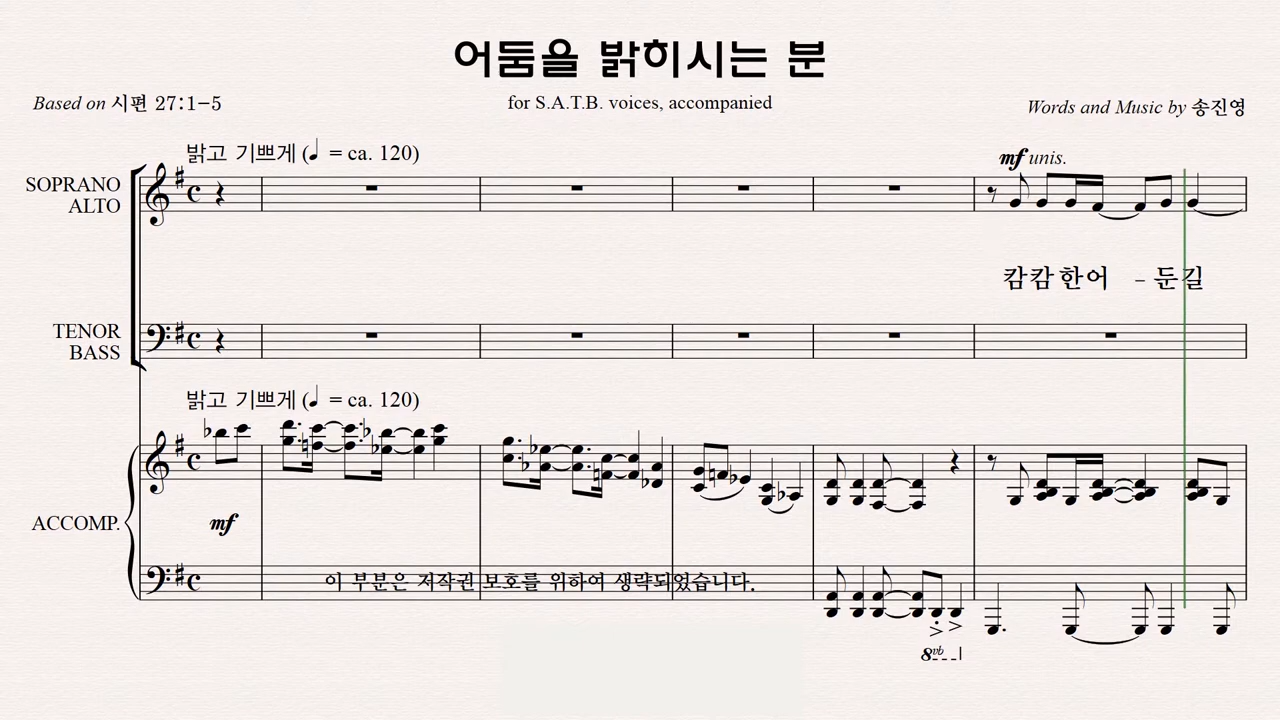 어둠을 밝히시는 분
Based on 시편 27:1-5
for S.A.T.B. voices, accompanied
Words and Music by 송진영
밝고 기쁘게 (♩ = ca. 120)
mf unis.
SOPRANO
ALTO
캄캄한어 - 둔길
TENOR
BASS
밝고 기쁘게 (♩ = ca. 120)
ACCOMP.
mf
이 부분은 저작권 보호를 위하여 생략되었습니다.
8vb